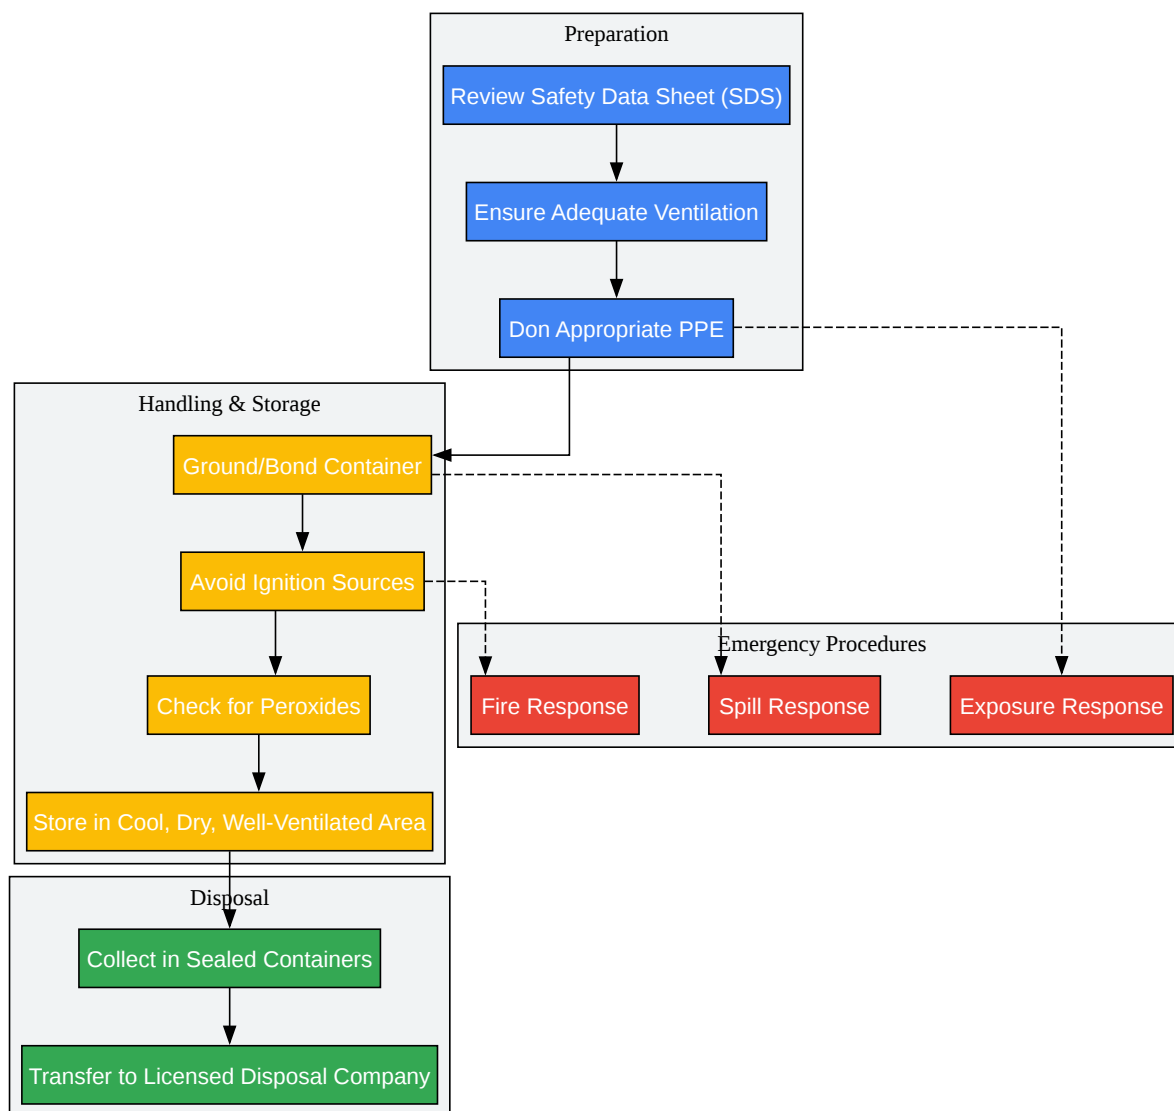 Preparation
Review Safety Data Sheet (SDS)
Ensure Adequate Ventilation
Don Appropriate PPE
Handling & Storage
Ground/Bond Container
Avoid Ignition Sources
Check for Peroxides
Store in Cool, Dry, Well-Ventilated Area
Emergency Procedures
Fire Response
Spill Response
Exposure Response
Disposal
Collect in Sealed Containers
Transfer to Licensed Disposal Company